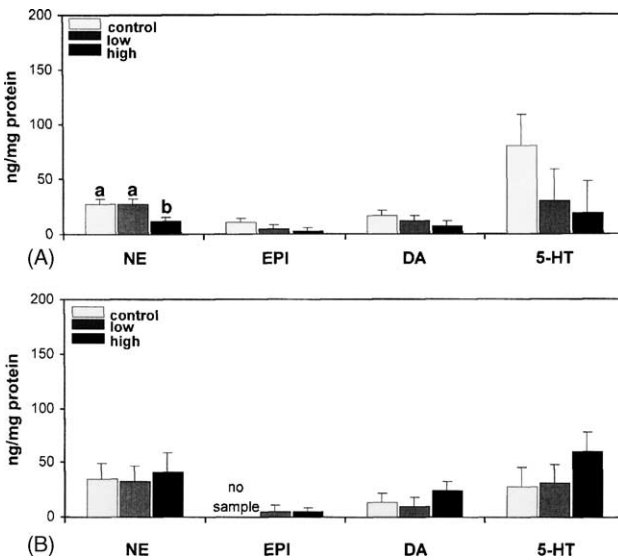 200
control
low
high
150
100
50
0
ng/mg protein
a a b
(A) NE EPI DA 5-HT
200
control
low
high
150
100
50
0
ng/mg protein
no
sample
(B) NE EPI DA 5-HT